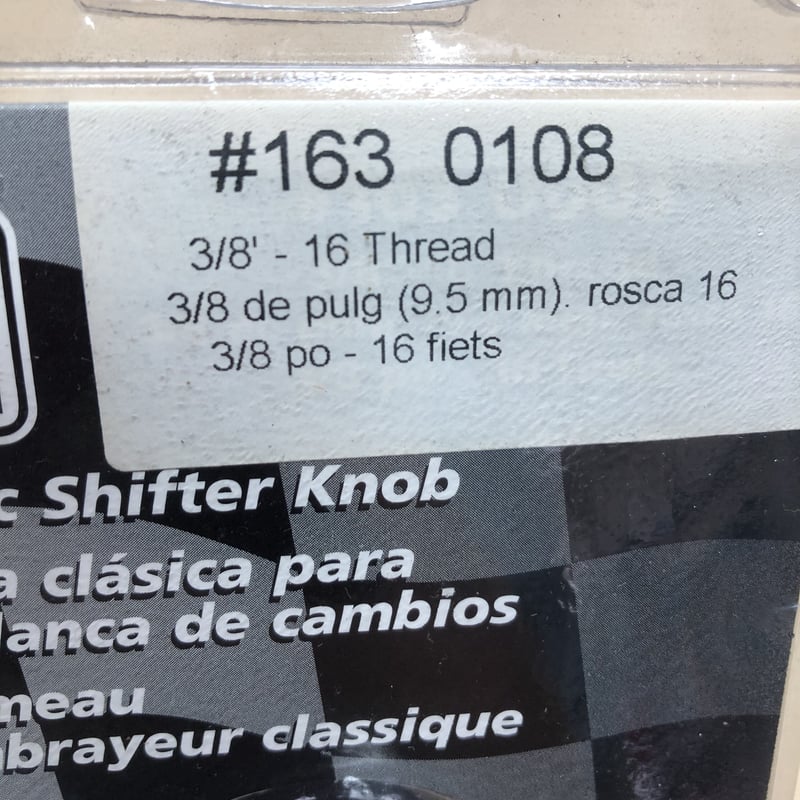 #163 0108
3/8' - 16 Thread
3/8 de pulg (9.5 mm). rosca 16
3/8 po - 16 fiets
c Shifter Knob
a clásica para
lanca de cambios
meau
brayeur classique